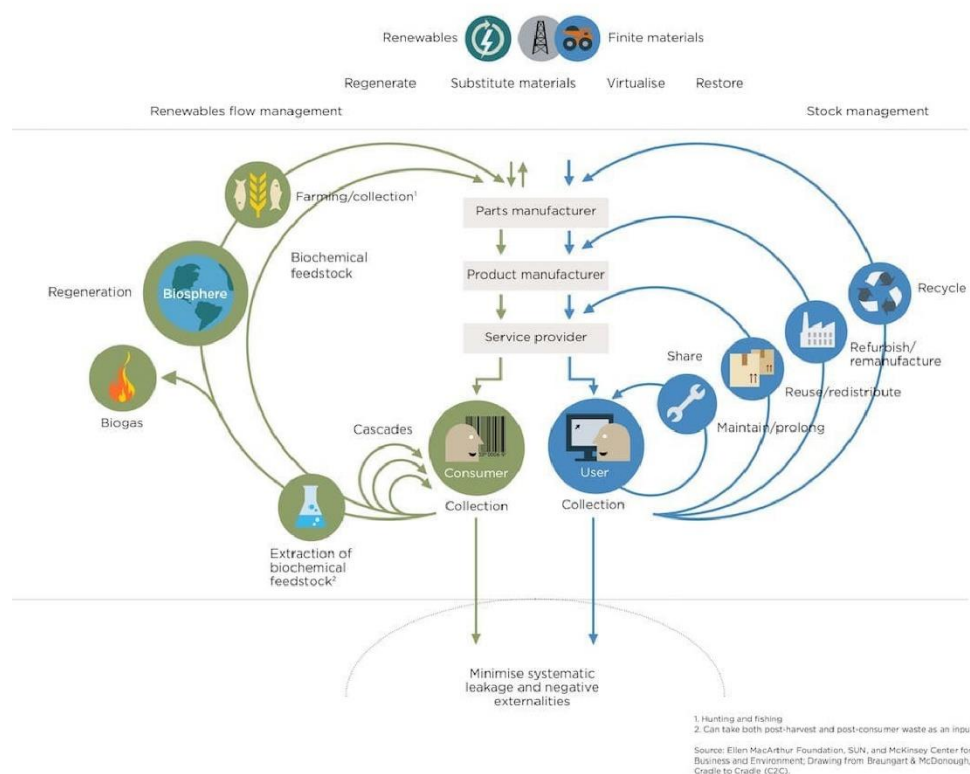 Renewables
Finite materials
Regenerate
Substitute materials
Virtualise
Restore
Renewables flow management
Stock management
Farming/collection¹
Parts manufacturer
Biochemical
feedstock
Regeneration
Biosphere
Product manufacturer
Recycle
Service provider
Share
Refurbish/
remanufacture
Reuse/redistribute
Biogas
Cascades
Maintain/prolong
Consumer
User
Collection
Collection
Extraction of
biochemical
feedstock²
Minimise systematic
leakage and negative
externalities
1. Hunting and fishing
2. Can take both post-harvest and post-consumer waste as an inpu
Source: Ellen MacArthur Foundation, SUN, and McKinsey Center for
Business and Environment; Drawing from Braungart & McDonough,
Cradle to Cradle (C2C).